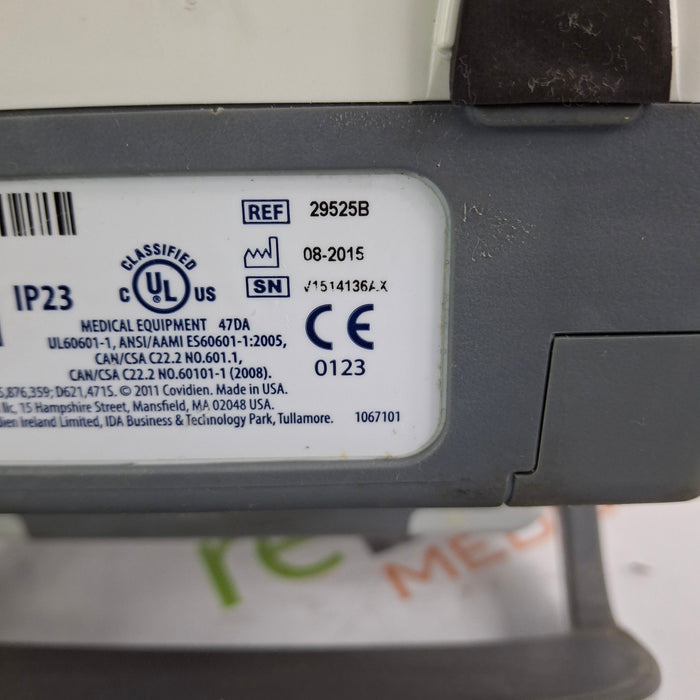 REF 29525B
08-2015
SN
IP23
CLASSIFIED
C UL US
MEDICAL EQUIPMENT 47DA
UL60601-1, ANSI/AAMI ES60601-1:2005,
CAN/CSA C22.2 NO.601.1,
CAN/CSA C22.2 NO.60101-1 (2008).
CE
0123
5,876,359; D621,471S. © 2011 Covidien. Made in USA.
llc, 15 Hampshire Street, Mansfield, MA 02048 USA.
dien Ireland Limited, IDA Business & Technology Park, Tullamore.
1067101
re
MED